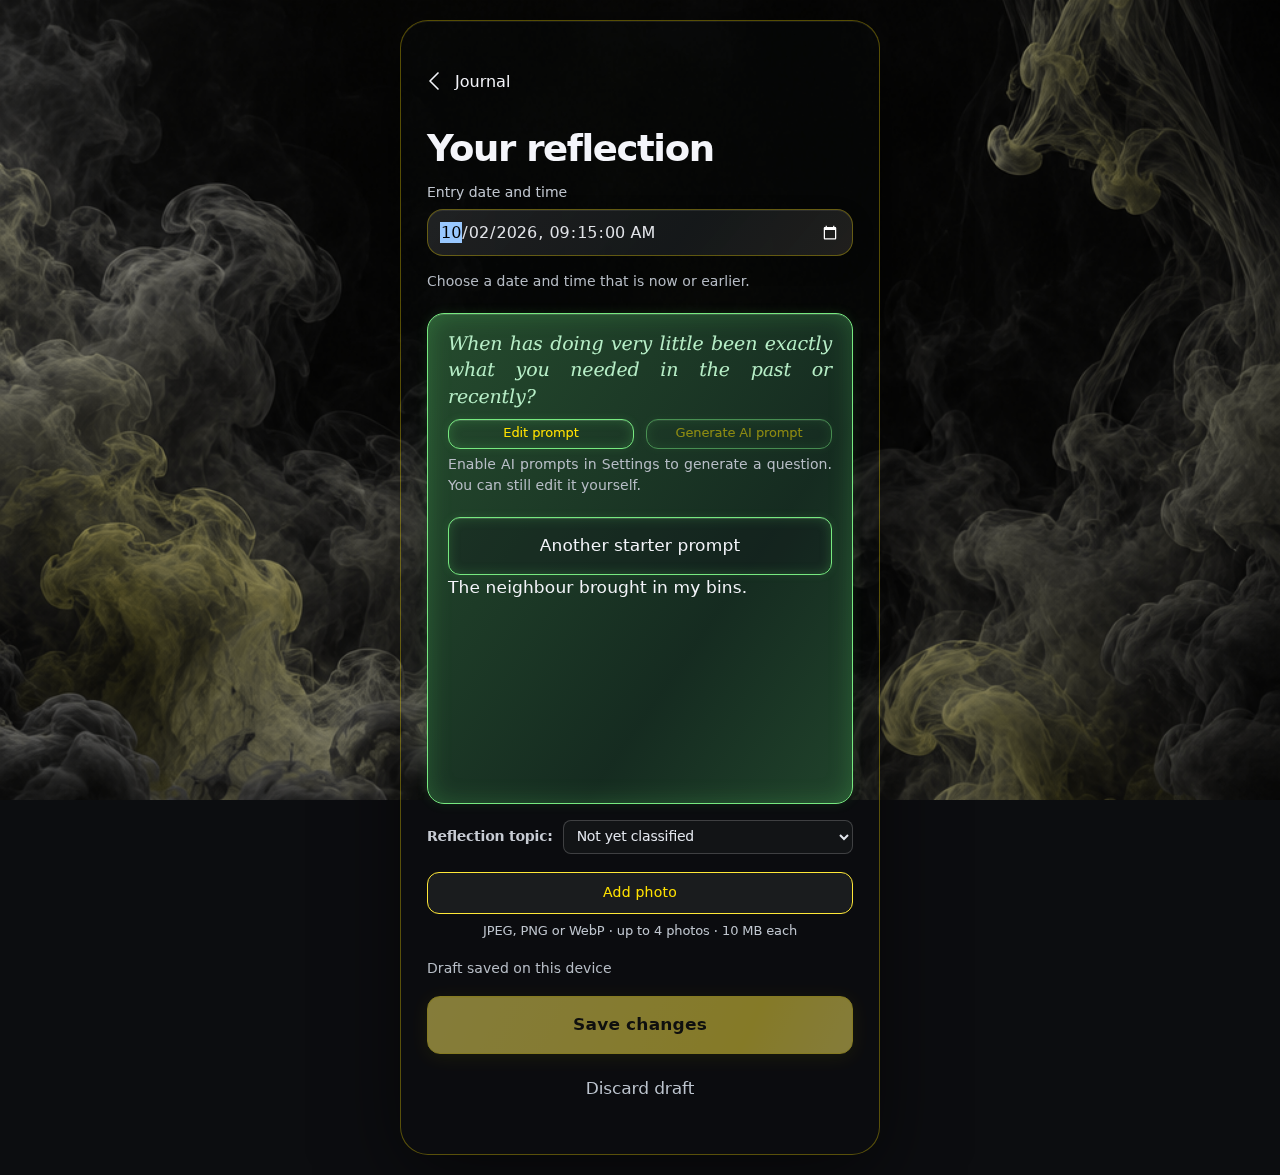 Journal
Your reflection
Entry date and time
10/02/2026, 09:15:00 AM
Choose a date and time that is now or earlier.
When has doing very little been exactly
what you needed in the past or
recently?
Edit prompt
Generate AI prompt
Enable AI prompts in Settings to generate a question.
You can still edit it yourself.
Another starter prompt
The neighbour brought in my bins.
Reflection topic: Not yet classified
Add photo
JPEG, PNG or WebP · up to 4 photos · 10 MB each
Draft saved on this device
Save changes
Discard draft